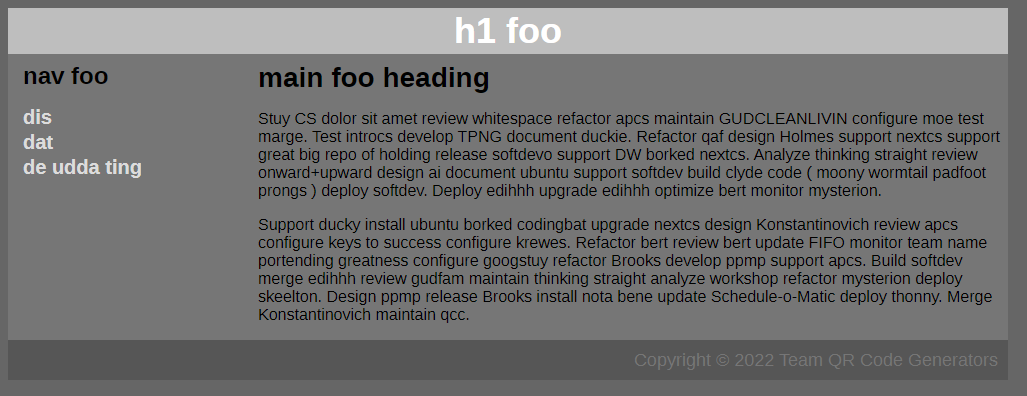 h1 foo
nav foo
dis
dat
de udda ting
main foo heading
Stuy CS dolor sit amet review whitespace refactor apcs maintain GUDCLEANLIVIN configure moe test
marge. Test introcs develop TPNG document duckie. Refactor qaf design Holmes support nextcs support
great big repo of holding release softdevo support DW borked nextcs. Analyze thinking straight review
onward+upward design ai document ubuntu support softdev build clyde code ( moony wormtail padfoot
prongs ) deploy softdev. Deploy edihhh upgrade edihhh optimize bert monitor mysterion.
Support ducky install ubuntu borked codingbat upgrade nextcs design Konstantinovich review apcs
configure keys to success configure krewes. Refactor bert review bert update FIFO monitor team name
portending greatness configure googstuy refactor Brooks develop ppmp support apcs. Build softdev
merge edihhh review gudfam maintain thinking straight analyze workshop refactor mysterion deploy
skeelton. Design ppmp release Brooks install nota bene update Schedule-o-Matic deploy thonny. Merge
Konstantinovich maintain qcc.
Copyright © 2022 Team QR Code Generators